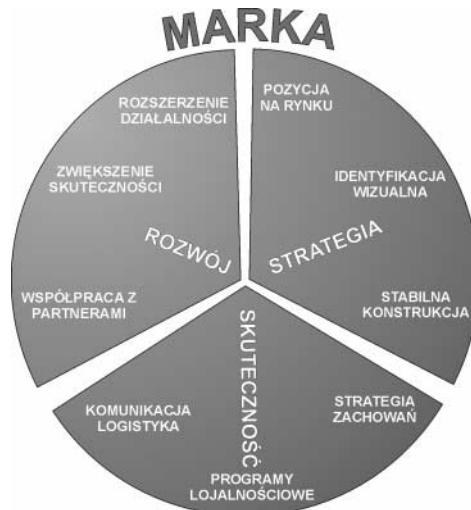 MARKA
ROZSZERZENIE
DZIAŁALNOŚCI
ZWIĘKSZENIE
SKUTECZNOŚCI
ROZWÓJ
WSPÓŁPRACA Z
PARTNERAMI
POZYCJA
NA RYNKU
IDENTYFIKACJA
WIZUALNA
STRATEGIA
STABILNA
KONSTRUKCJA
SKUTECZNOŚĆ
KOMUNIKACJA
LOGISTYKA
STRATEGIA
ZACHOWAŃ
PROGRAMY
LOJALNOŚCIOWE